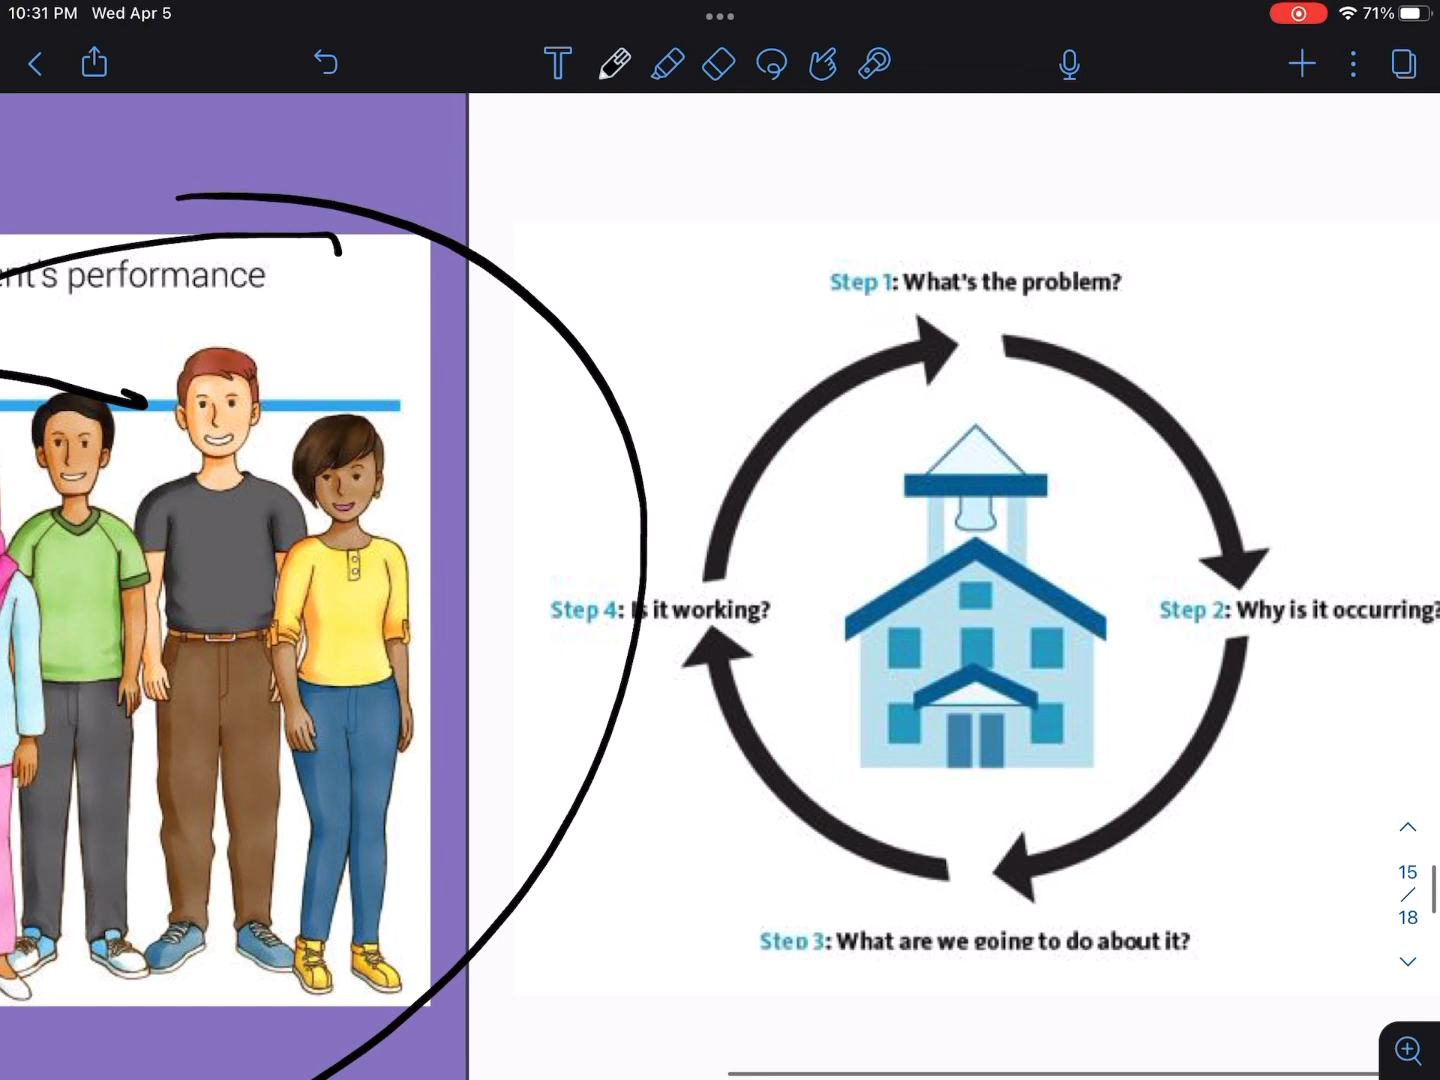 10:31 PM Wed Apr 5
71%
nt's performance
Step 1: What's the problem?
Step 4: Is it working?
Step 2: Why is it occurring?
15
/
18
Step 3: What are we going to do about it?